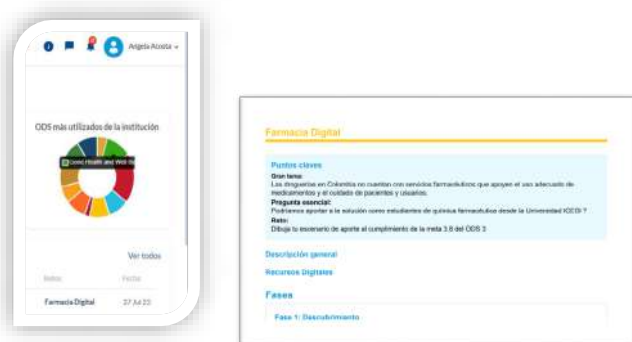 Angela Acosta
ODS más utilizados de la institución
Good Health and Well
Ver todos
Retos
Fecha
Farmacia Digital
27 Jul 23
Farmacia Digital
Puntos claves
Gran tema:
Las droguerías en Colombia no cuentan con servicios farmacéuticos que apoyen el uso adecuado de
medicamentos y el cuidado de pacientes y usuarios.
Pregunta esencial:
Podríamos aportar a la solución como estudiantes de química farmacéutica desde la Universidad ICESI ?
Reto:
Dibuja tu escenario de aporte al cumplimiento de la meta 3.8 del ODS 3
Descripción general
Recursos Digitales
Fases
Fase 1: Descubrimiento